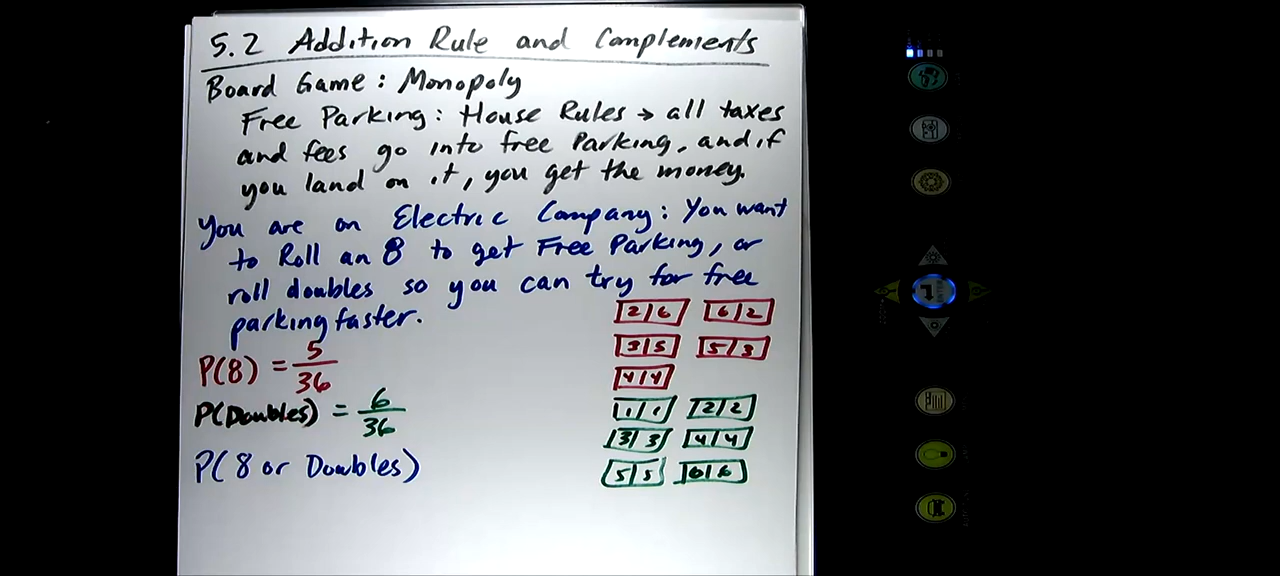 5.2 Addition Rule and Complements
Board Game: Monopoly
Free Parking: House Rules → all taxes
and fees go into free Parking, and if
you land on it, you get the money.
You are on Electric Company: You want
to Roll an 8 to get Free Parking, or
roll doubles so you can try for free
parking faster.
2|6 6|2
3|5 5|3
4|4
P(8) = 5/36
P(Doubles) = 6/36
P(8 or Doubles)
1|1 2|2
3|3 4|4
5|5 6|6